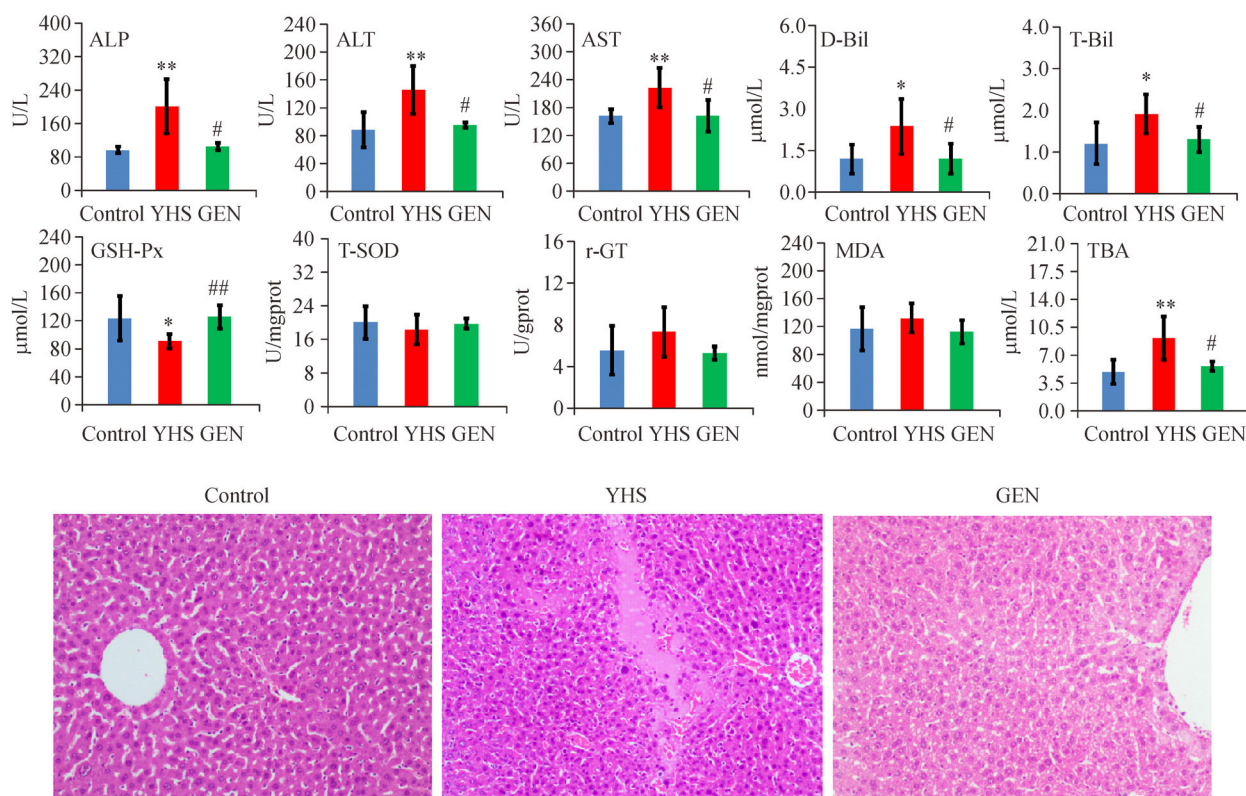 ALP
U/L
400
320
240
160
80
0
**
#
Control YHS GEN
ALT
U/L
240
200
160
120
80
40
0
**
#
Control YHS GEN
AST
U/L
360
300
240
180
120
60
0
**
#
Control YHS GEN
D-Bil
μmol/L
6.0
4.5
3.0
1.5
0.0
*
#
Control YHS GEN
T-Bil
μmol/L
4.0
3.0
2.0
1.0
0.0
*
#
Control YHS GEN
GSH-Px
μmol/L
240
200
160
120
80
40
0
*
##
Control YHS GEN
T-SOD
U/mgprot
40
32
24
16
8
0
Control YHS GEN
r-GT
U/gprot
16
12
8
4
0
Control YHS GEN
MDA
nmol/mgprot
240
200
160
120
80
40
0
Control YHS GEN
TBA
μmol/L
21.0
17.5
14.0
10.5
7.0
3.5
0.0
**
#
Control YHS GEN
Control
YHS
GEN